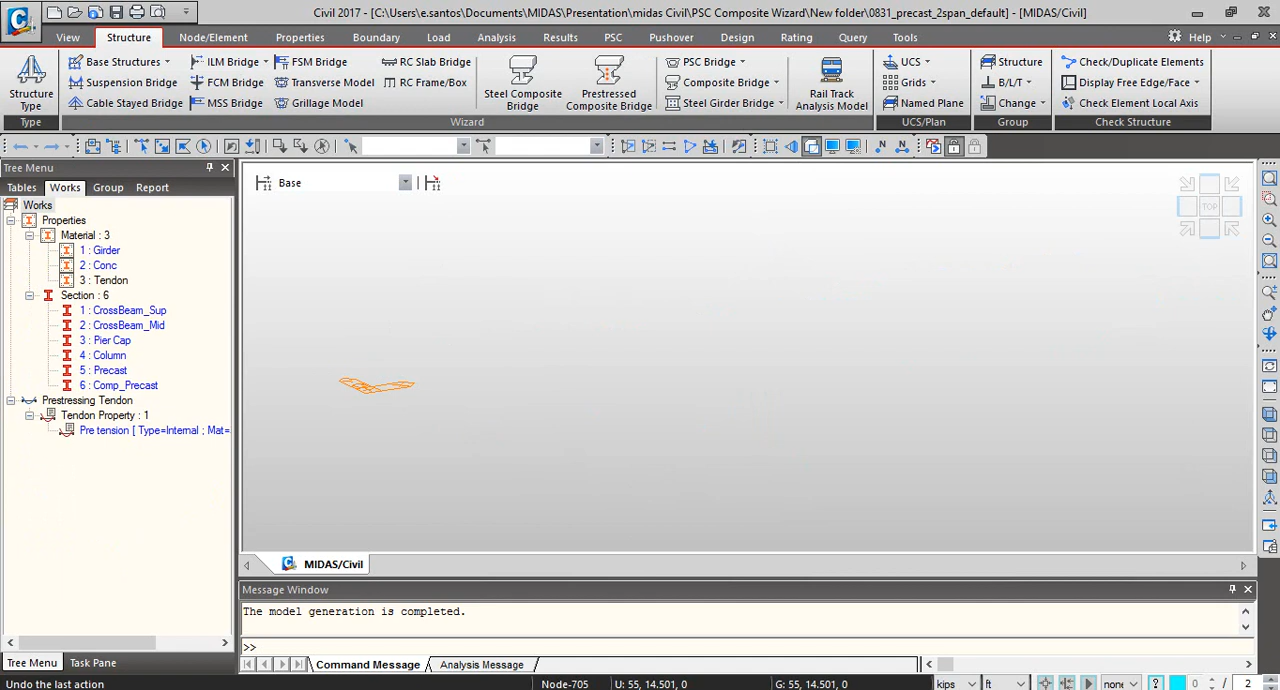 Civil 2017 - [C:\Users\e.santos\Documents\MIDAS\Presentation\midas Civil\PSC Composite Wizard\New folder\0831_precast_2span_default] - [MIDAS/Civil]
View Structure Node/Element Properties Boundary Load Analysis Results PSC Pushover Design Rating Query Tools Help
Structure Type
Type
Base Structures
Suspension Bridge
Cable Stayed Bridge
ILM Bridge
FCM Bridge
MSS Bridge
FSM Bridge
Transverse Model
Grillage Model
RC Slab Bridge
RC Frame/Box
Steel Composite Bridge
Prestressed Composite Bridge
PSC Bridge
Composite Bridge
Steel Girder Bridge
Rail Track Analysis Model
Wizard
UCS
Grids
Named Plane
UCS/Plan
Structure
B/L/T
Change
Group
Check/Duplicate Elements
Display Free Edge/Face
Check Element Local Axis
Check Structure
Tree Menu
Tables Works Group Report
Works
Properties
Material : 3
1 : Girder
2 : Conc
3 : Tendon
Section : 6
1 : CrossBeam_Sup
2 : CrossBeam_Mid
3 : Pier Cap
4 : Column
5 : Precast
6 : Comp_Precast
Prestressing Tendon
Tendon Property : 1
Pre tension [ Type=Internal ; Mat=
Tree Menu Task Pane
Base
TOP
MIDAS/Civil
Message Window
The model generation is completed.
>>
Command Message Analysis Message
Undo the last action
Node-705
U: 55, 14.501, 0
G: 55, 14.501, 0
kips
ft
none
?
0
/ 2